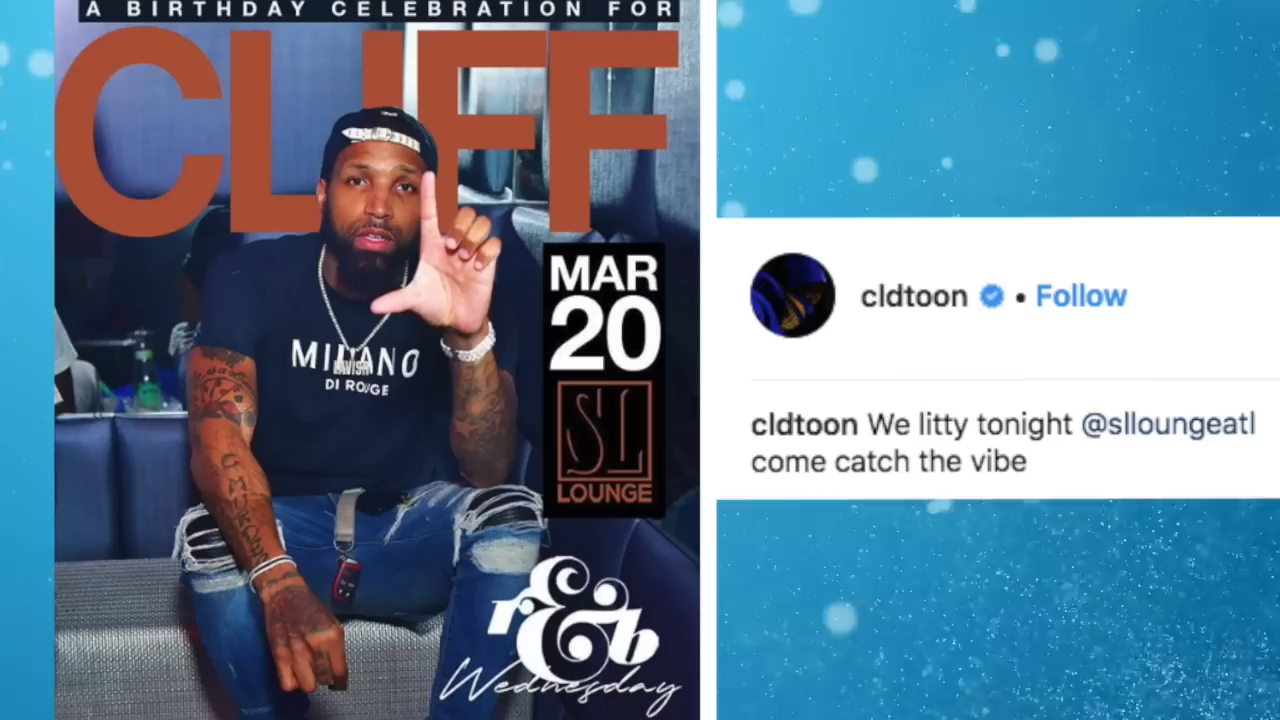 A BIRTHDAY CELEBRATION FOR
CLIFF
MILANO
LAVISH
DI ROUGE
MAR
20
SL
LOUNGE
r&b
Wednesday
cldtoon • Follow
cldtoon We litty tonight @slloungeatl
come catch the vibe